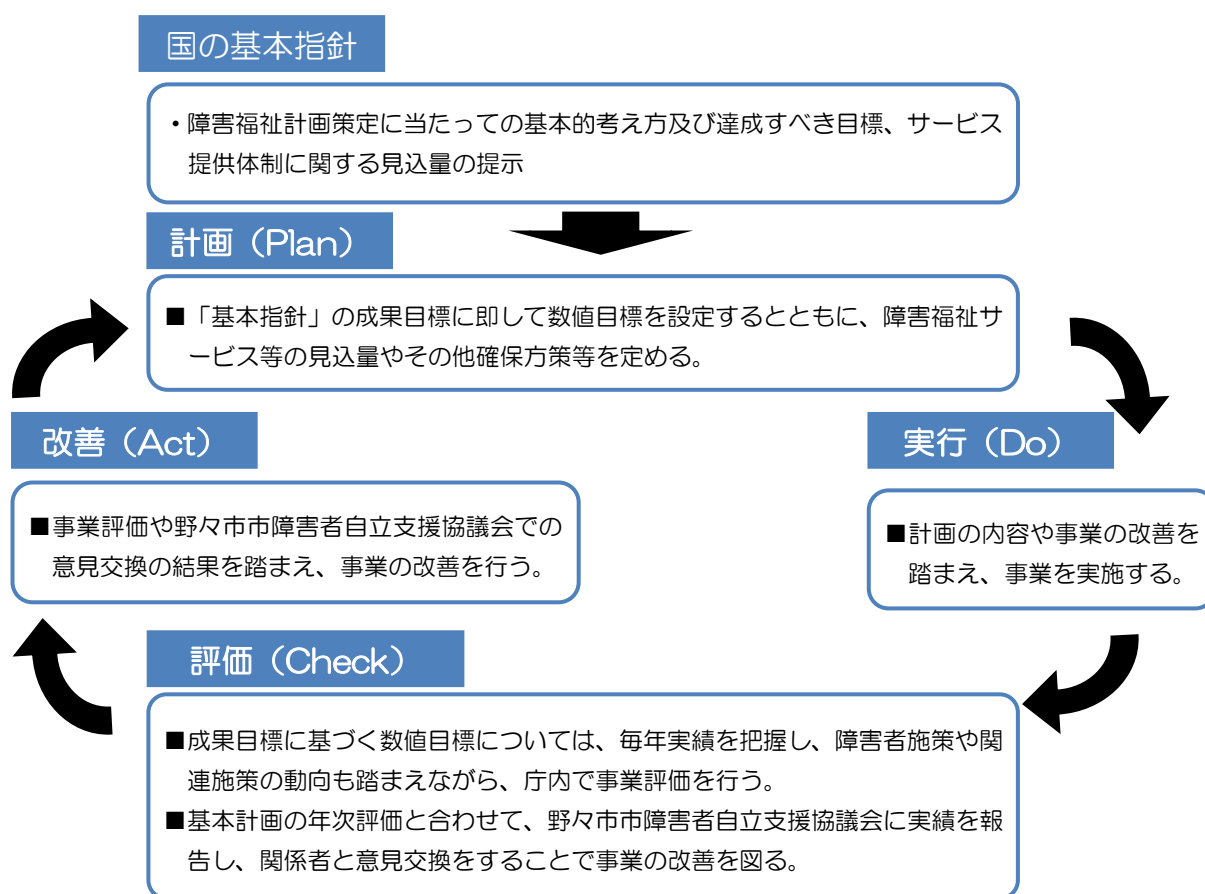 国の基本指針
・障害福祉計画策定に当たっての基本的考え方及び達成すべき目標、サービス
提供体制に関する見込量の提示
計画（Plan）
■「基本指針」の成果目標に即して数値目標を設定するとともに、障害福祉サ
ービス等の見込量やその他確保方策等を定める。
改善（Act）
■事業評価や野々市市障害者自立支援協議会での
意見交換の結果を踏まえ、事業の改善を行う。
実行（Do）
■計画の内容や事業の改善を
踏まえ、事業を実施する。
評価（Check）
■成果目標に基づく数値目標については、毎年実績を把握し、障害者施策や関
連施策の動向も踏まえながら、庁内で事業評価を行う。
■基本計画の年次評価と合わせて、野々市市障害者自立支援協議会に実績を報
告し、関係者と意見交換をすることで事業の改善を図る。